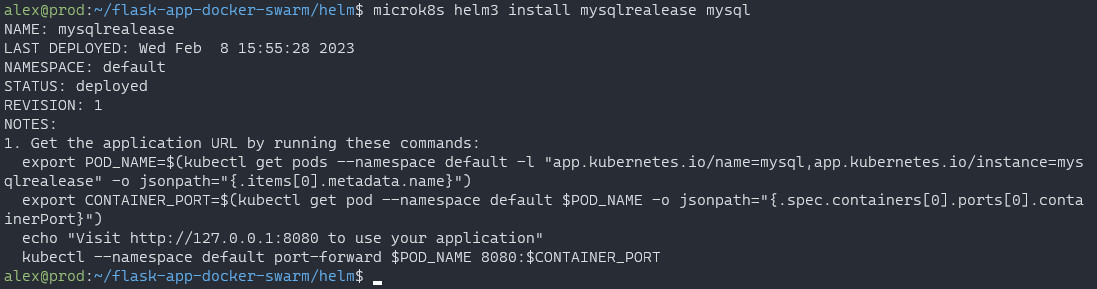 alex@prod:~/flask-app-docker-swarm/helm$ microk8s helm3 install mysqlrealease mysql
NAME: mysqlrealease
LAST DEPLOYED: Wed Feb  8 15:55:28 2023
NAMESPACE: default
STATUS: deployed
REVISION: 1
NOTES:
1. Get the application URL by running these commands:
  export POD_NAME=$(kubectl get pods --namespace default -l "app.kubernetes.io/name=mysql,app.kubernetes.io/instance=mys
qlrealease" -o jsonpath="{.items[0].metadata.name}")
  export CONTAINER_PORT=$(kubectl get pod --namespace default $POD_NAME -o jsonpath="{.spec.containers[0].ports[0].conta
inerPort}")
  echo "Visit http://127.0.0.1:8080 to use your application"
  kubectl --namespace default port-forward $POD_NAME 8080:$CONTAINER_PORT
alex@prod:~/flask-app-docker-swarm/helm$